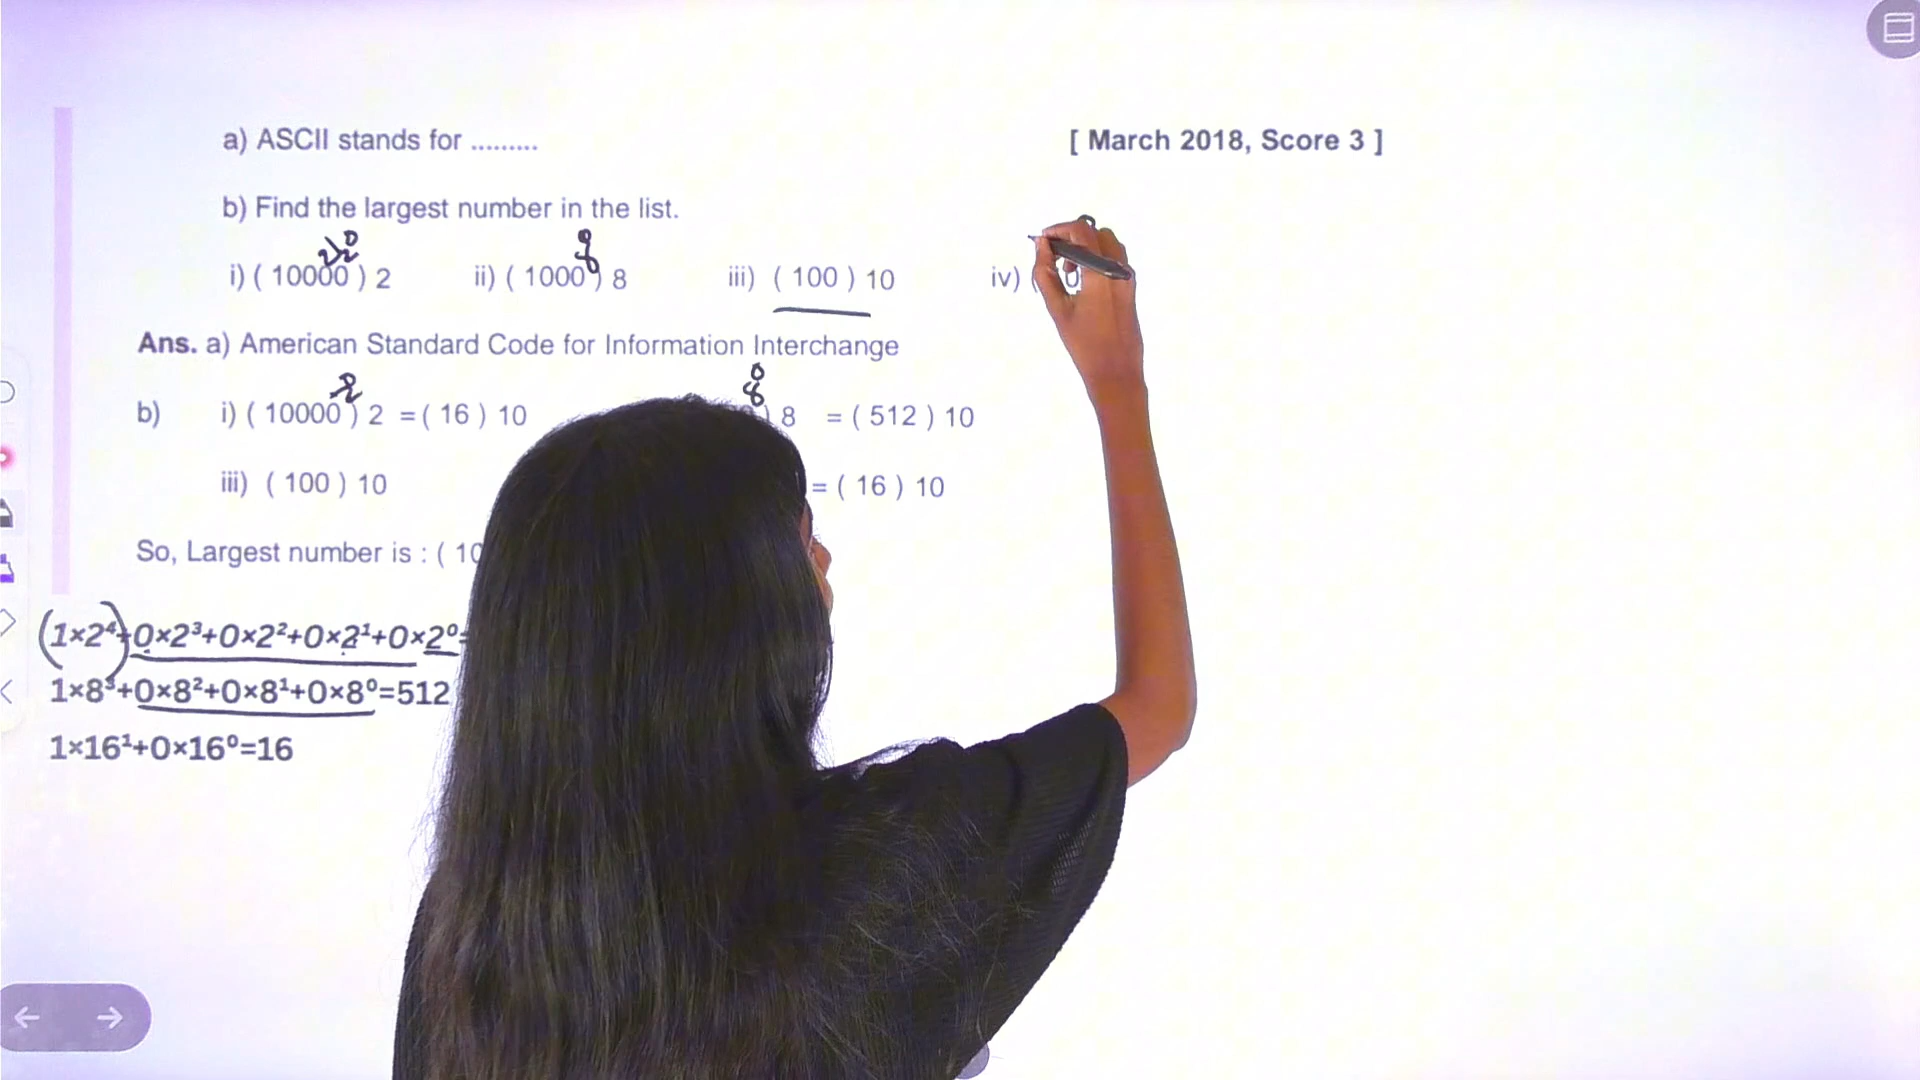 a) ASCII stands for .........
[ March 2018, Score 3 ]
b) Find the largest number in the list.
i) ( 10000 ) 2 ii) ( 1000 ) 8 iii) ( 100 ) 10 iv) (
Ans. a) American Standard Code for Information Interchange
b) i) ( 10000 ) 2 = ( 16 ) 10 ) 8 = ( 512 ) 10
iii) ( 100 ) 10 = ( 16 ) 10
So, Largest number is : ( 10
(1×2⁴)+0×2³+0×2²+0×2¹+0×2⁰=
1×8³+0×8²+0×8¹+0×8⁰=512
1×16¹+0×16⁰=16